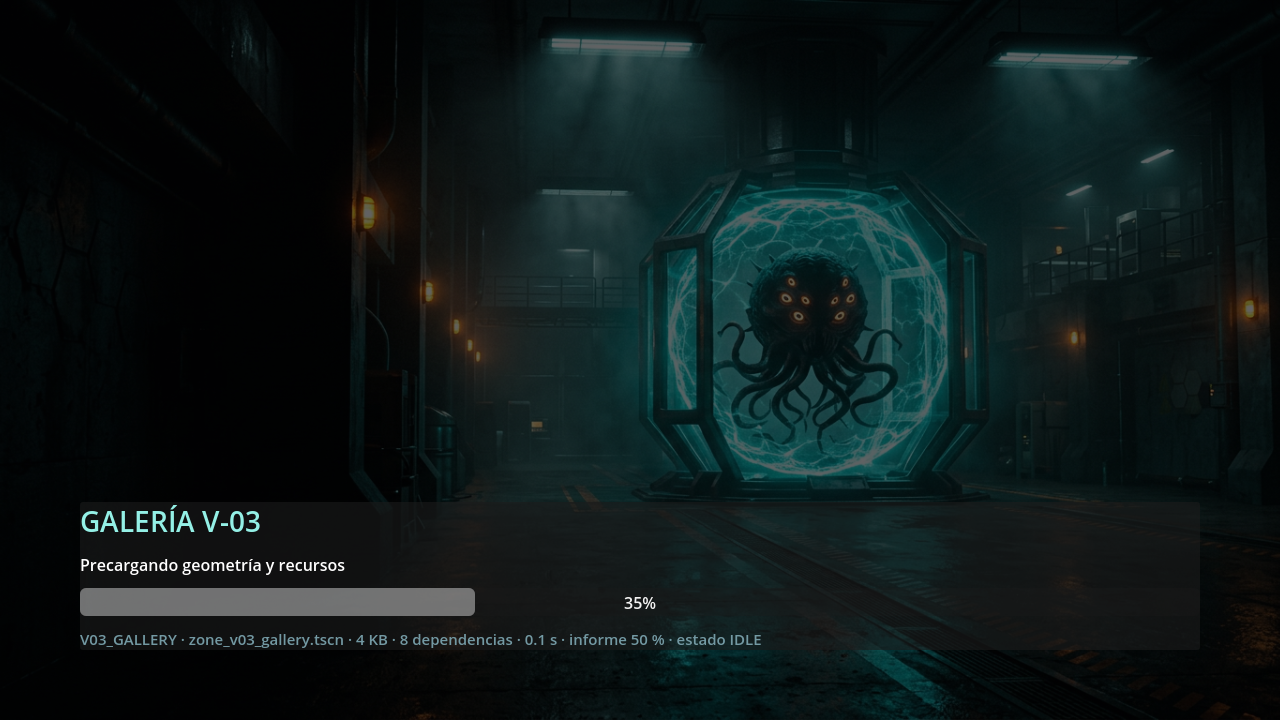 GALERÍA V-03
Precargando geometría y recursos
35%
V03_GALLERY · zone_v03_gallery.tscn · 4 KB · 8 dependencias · 0.1 s · informe 50 % · estado IDLE